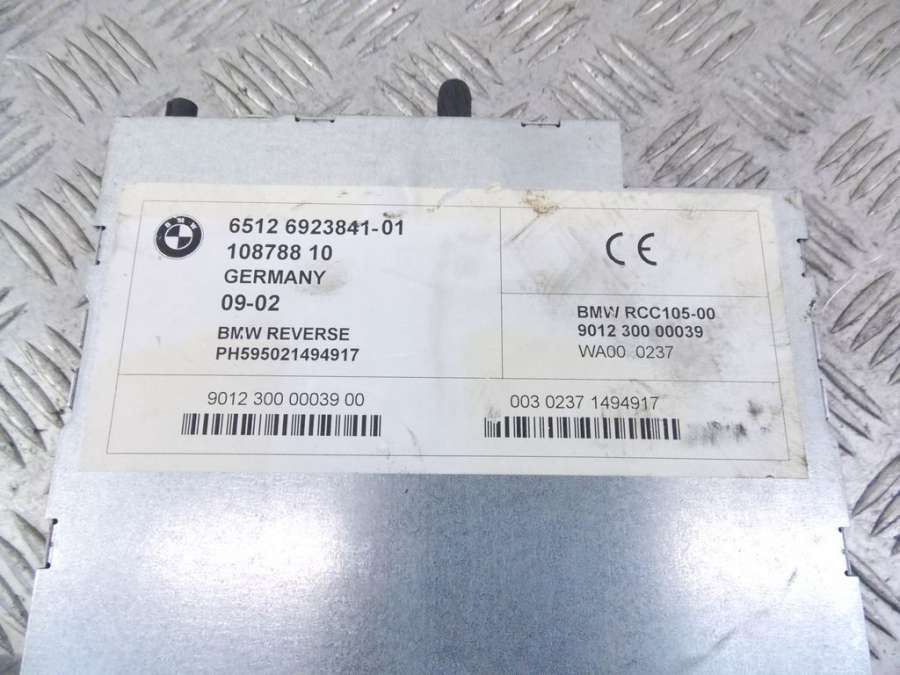 BMW
6512 6923841-01
108788 10
GERMANY
09-02
BMW REVERSE
PH595021494917
CE
BMW RCC105-00
9012 300 00039
WA00 0237
9012 300 00039 00
003 0237 1494917